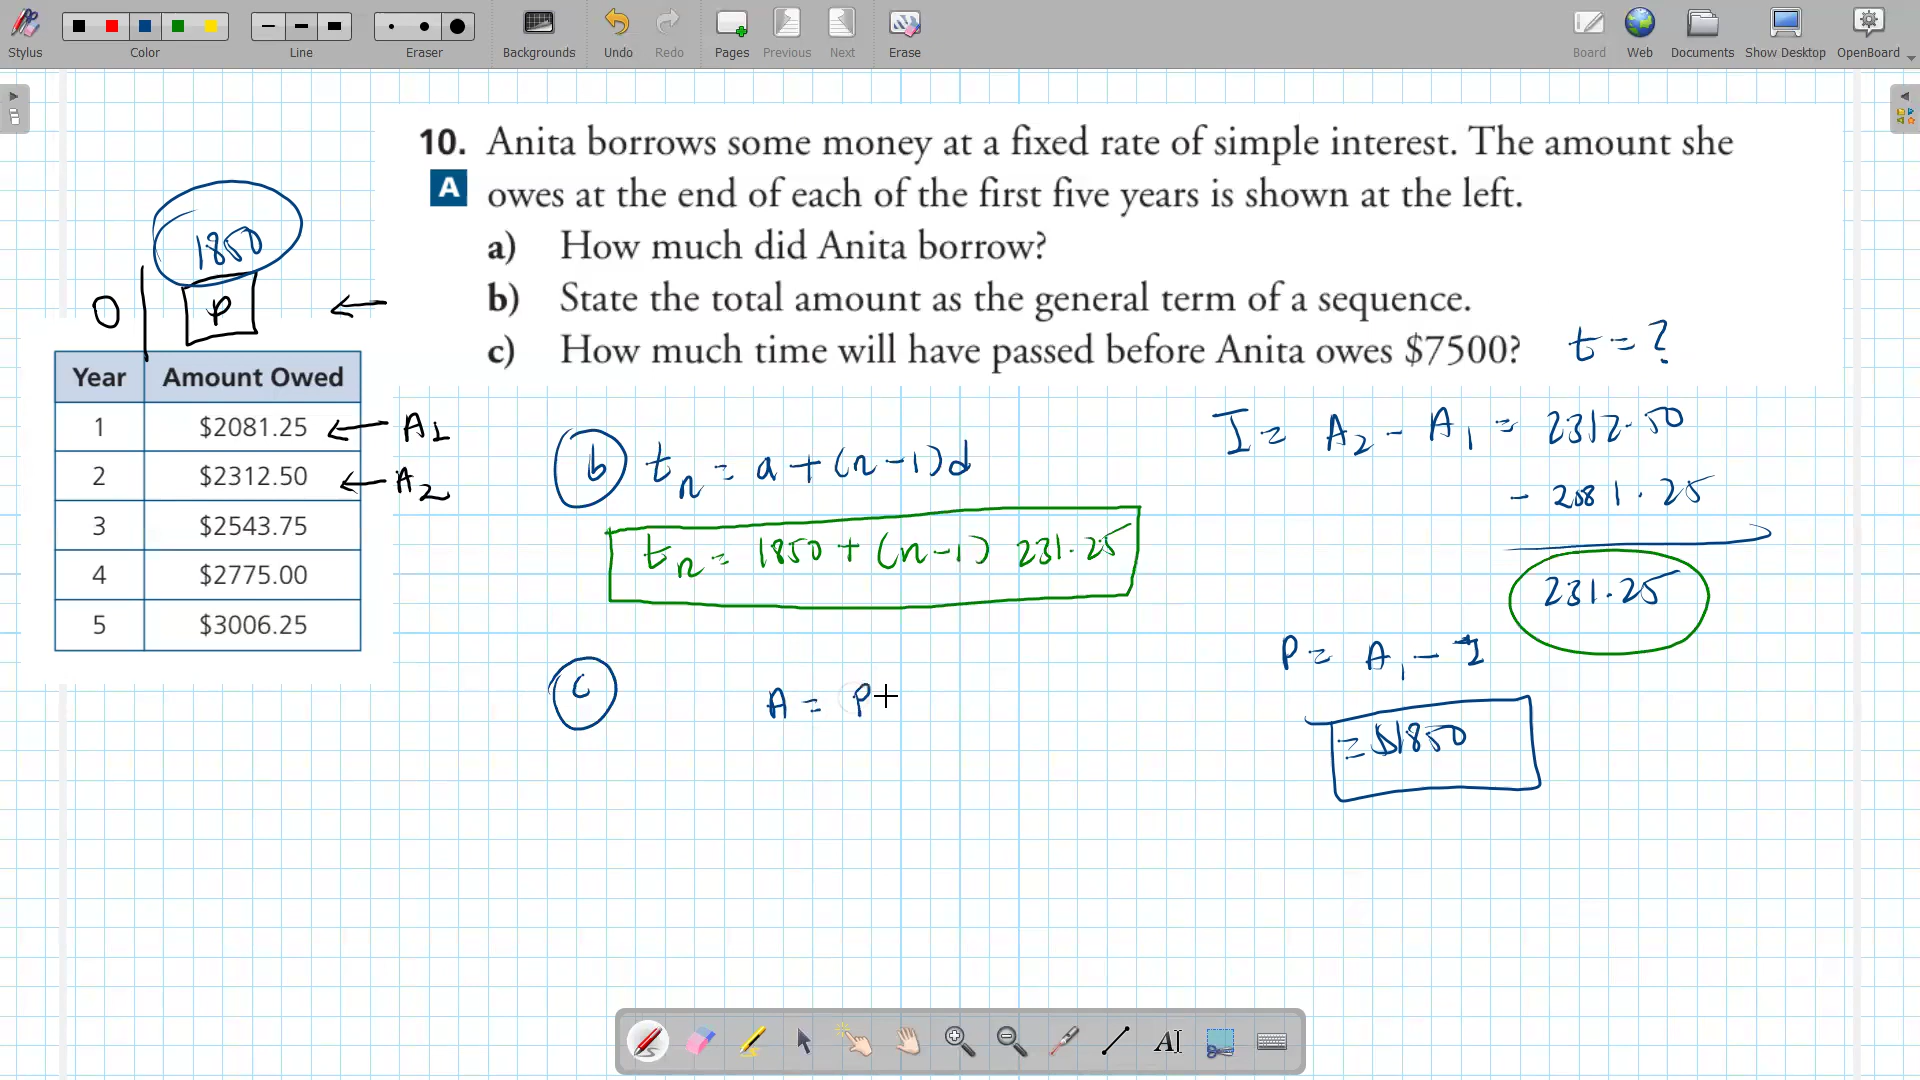 Stylus Color Line Eraser Backgrounds Undo Redo Pages Previous Next Erase Board Web Documents Show Desktop OpenBoard
10. Anita borrows some money at a fixed rate of simple interest. The amount she
A owes at the end of each of the first five years is shown at the left.
a) How much did Anita borrow?
b) State the total amount as the general term of a sequence.
c) How much time will have passed before Anita owes $7500? t = ?
1850
0 P ←
Year Amount Owed
1 $2081.25 ← A1
2 $2312.50 ← A2
3 $2543.75
4 $2775.00
5 $3006.25
b tn = a + (n-1)d
tn = 1850 + (n-1) 231.25
c A = P+
I = A2 - A1 = 2312.50
- 2081.25
231.25
P = A1 - I
= $1850
AI